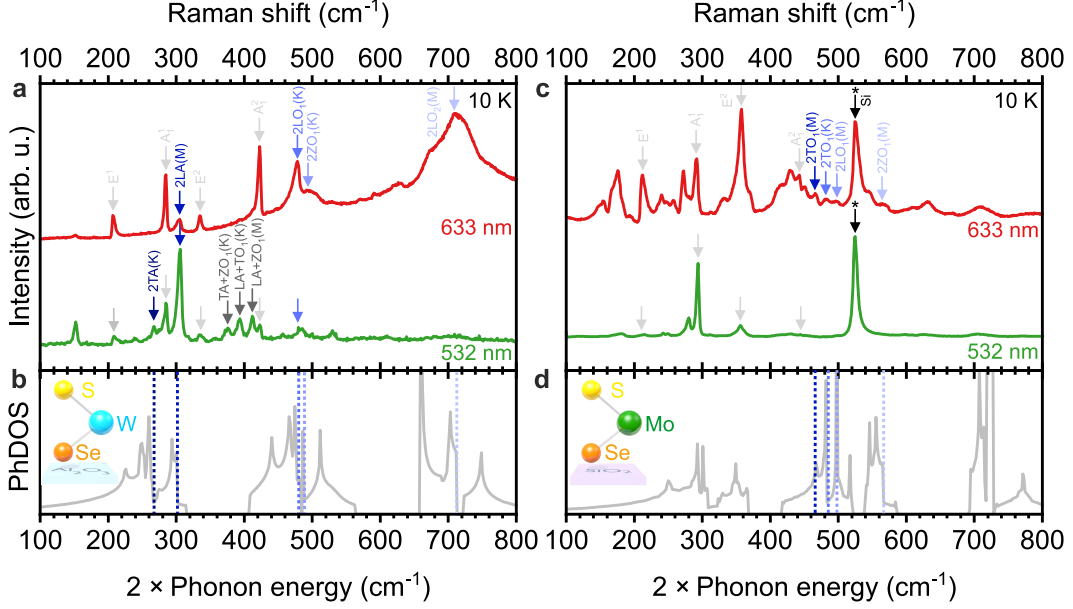 Raman shift (cm⁻¹)
Raman shift (cm⁻¹)
100 200 300 400 500 600 700 800
100 200 300 400 500 600 700 800
a
10 K
E¹
A₁¹
2LA(M)
E²
A₁²
2LO₁(K)
2ZO₁(K)
2LO₂(M)
633 nm
2TA(K)
TA+ZO₁(K)
LA+TO₁(K)
LA+ZO₁(M)
532 nm
Intensity (arb. u.)
c
10 K
E¹
A₁¹
E²
A₁²
2TO₁(M)
2TO₁(K)
2LO₁(M)
*
Si
2ZO₁(M)
633 nm
*
532 nm
b
S
W
Se
Al₂O₃
PhDOS
d
S
Mo
Se
SiO₂
100 200 300 400 500 600 700 800
100 200 300 400 500 600 700 800
2 × Phonon energy (cm⁻¹)
2 × Phonon energy (cm⁻¹)